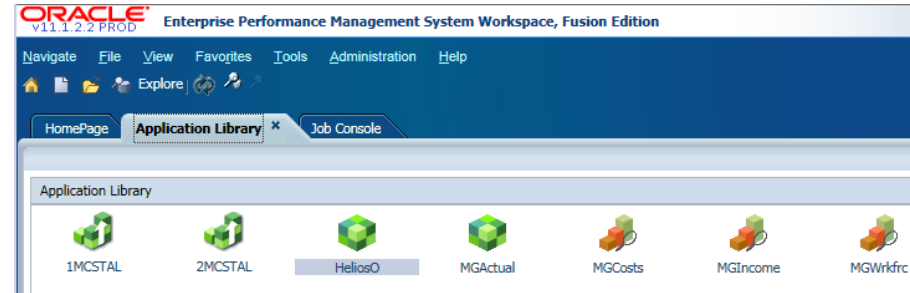 ORACLE
v11.1.2.2 PROD Enterprise Performance Management System Workspace, Fusion Edition
Navigate File View Favorites Tools Administration Help
Explore
HomePage Application Library × Job Console
Application Library
1MCSTAL 2MCSTAL HeliosO MGActual MGCosts MGIncome MGWrkfrc